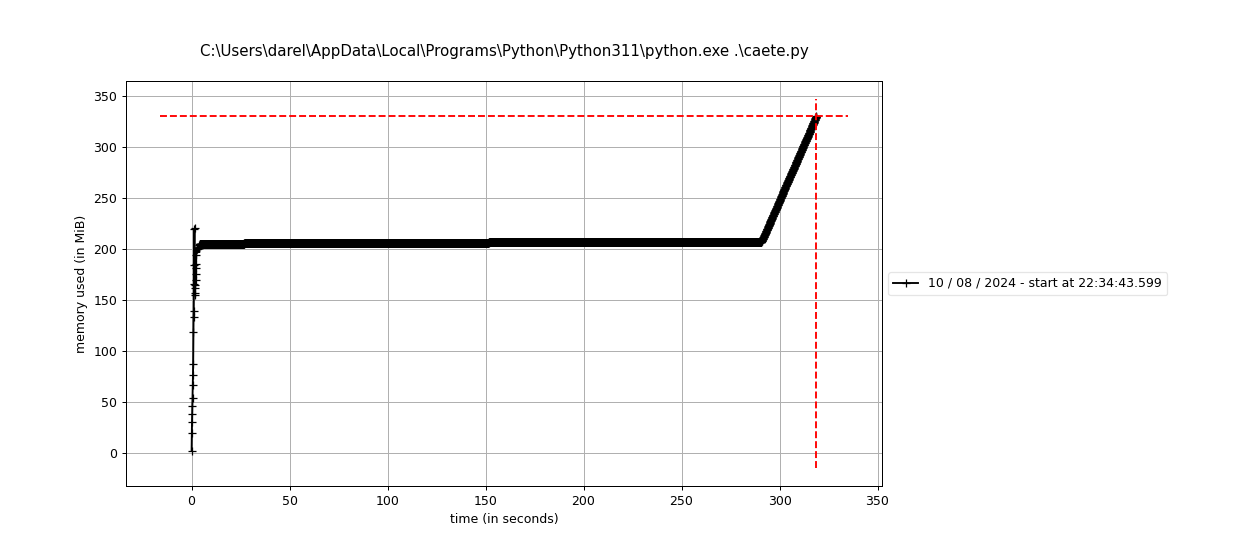 C:\Users\darel\AppData\Local\Programs\Python\Python311\python.exe .\caete.py
350
300
250
200
150
100
50
0
memory used (in MiB)
0 50 100 150 200 250 300 350
time (in seconds)
10 / 08 / 2024 - start at 22:34:43.599